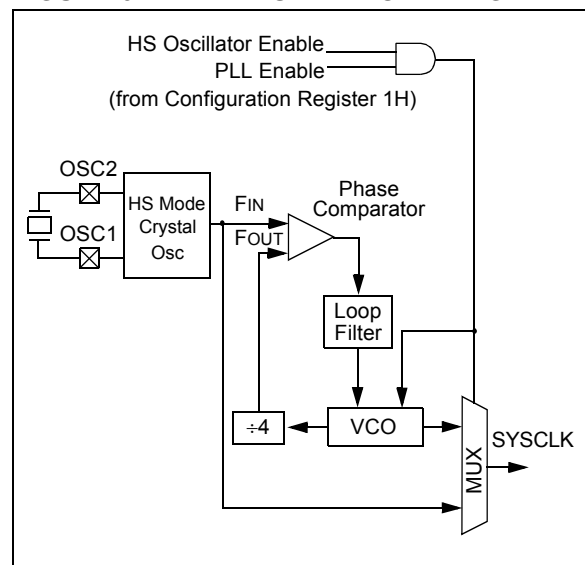 HS Oscillator Enable
PLL Enable
(from Configuration Register 1H)
OSC2
OSC1
HS Mode
Crystal
Osc
FIN
FOUT
Phase
Comparator
Loop
Filter
÷4
VCO
MUX
SYSCLK